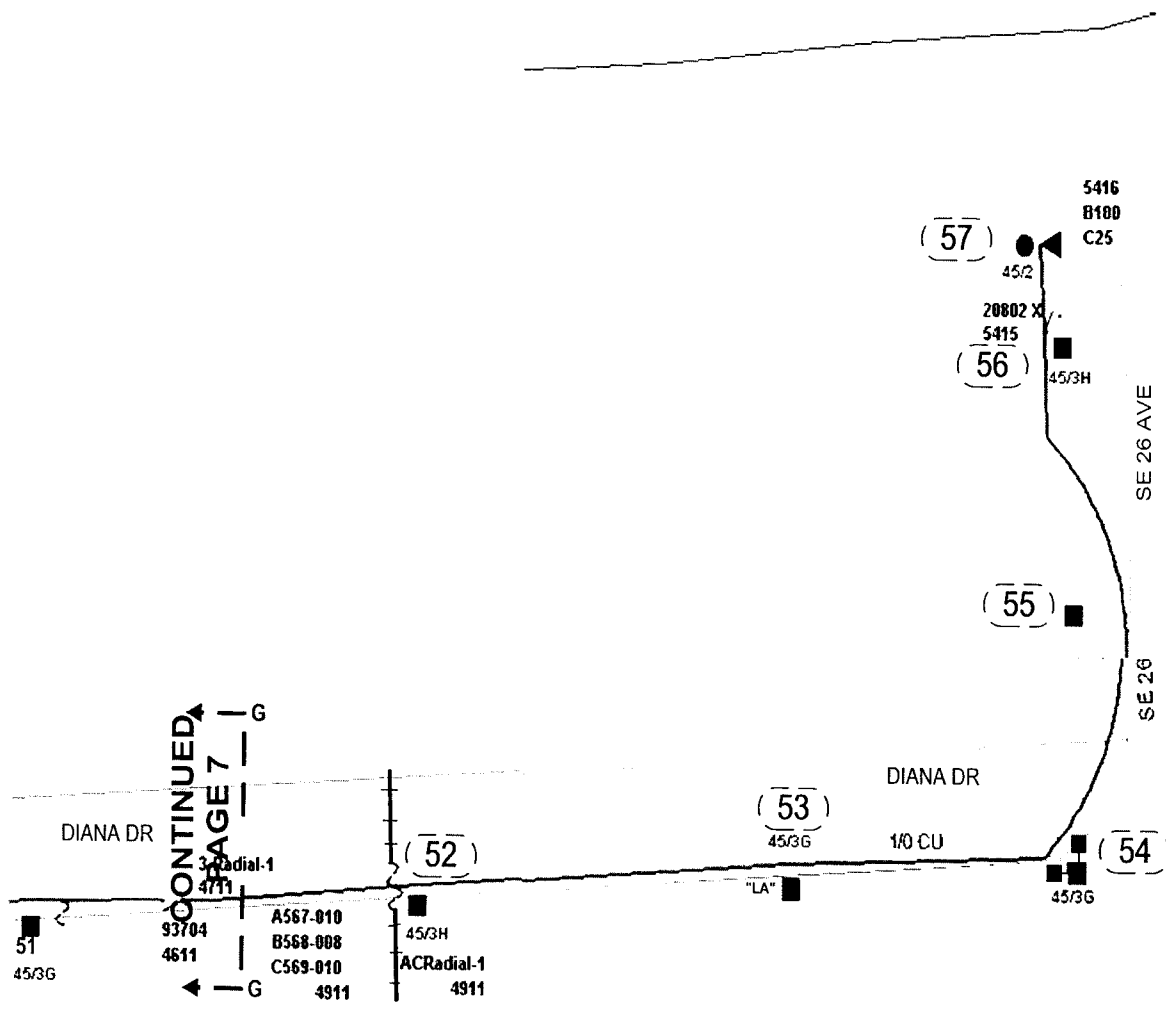 5416
B100
C25
57
45/2
20802 X
5415
56
45/3H
SE 26 AVE
55
SE 26
G
CONTINUED
PAGE 7
DIANA DR
DIANA DR
53
45/3G
1/0 CU
52
54
3-Radial-1
4711
"LA"
45/3G
51
45/3G
93704
4611
A567-010
B568-008
C569-010
4911
45/3H
ACRadial-1
4911
G